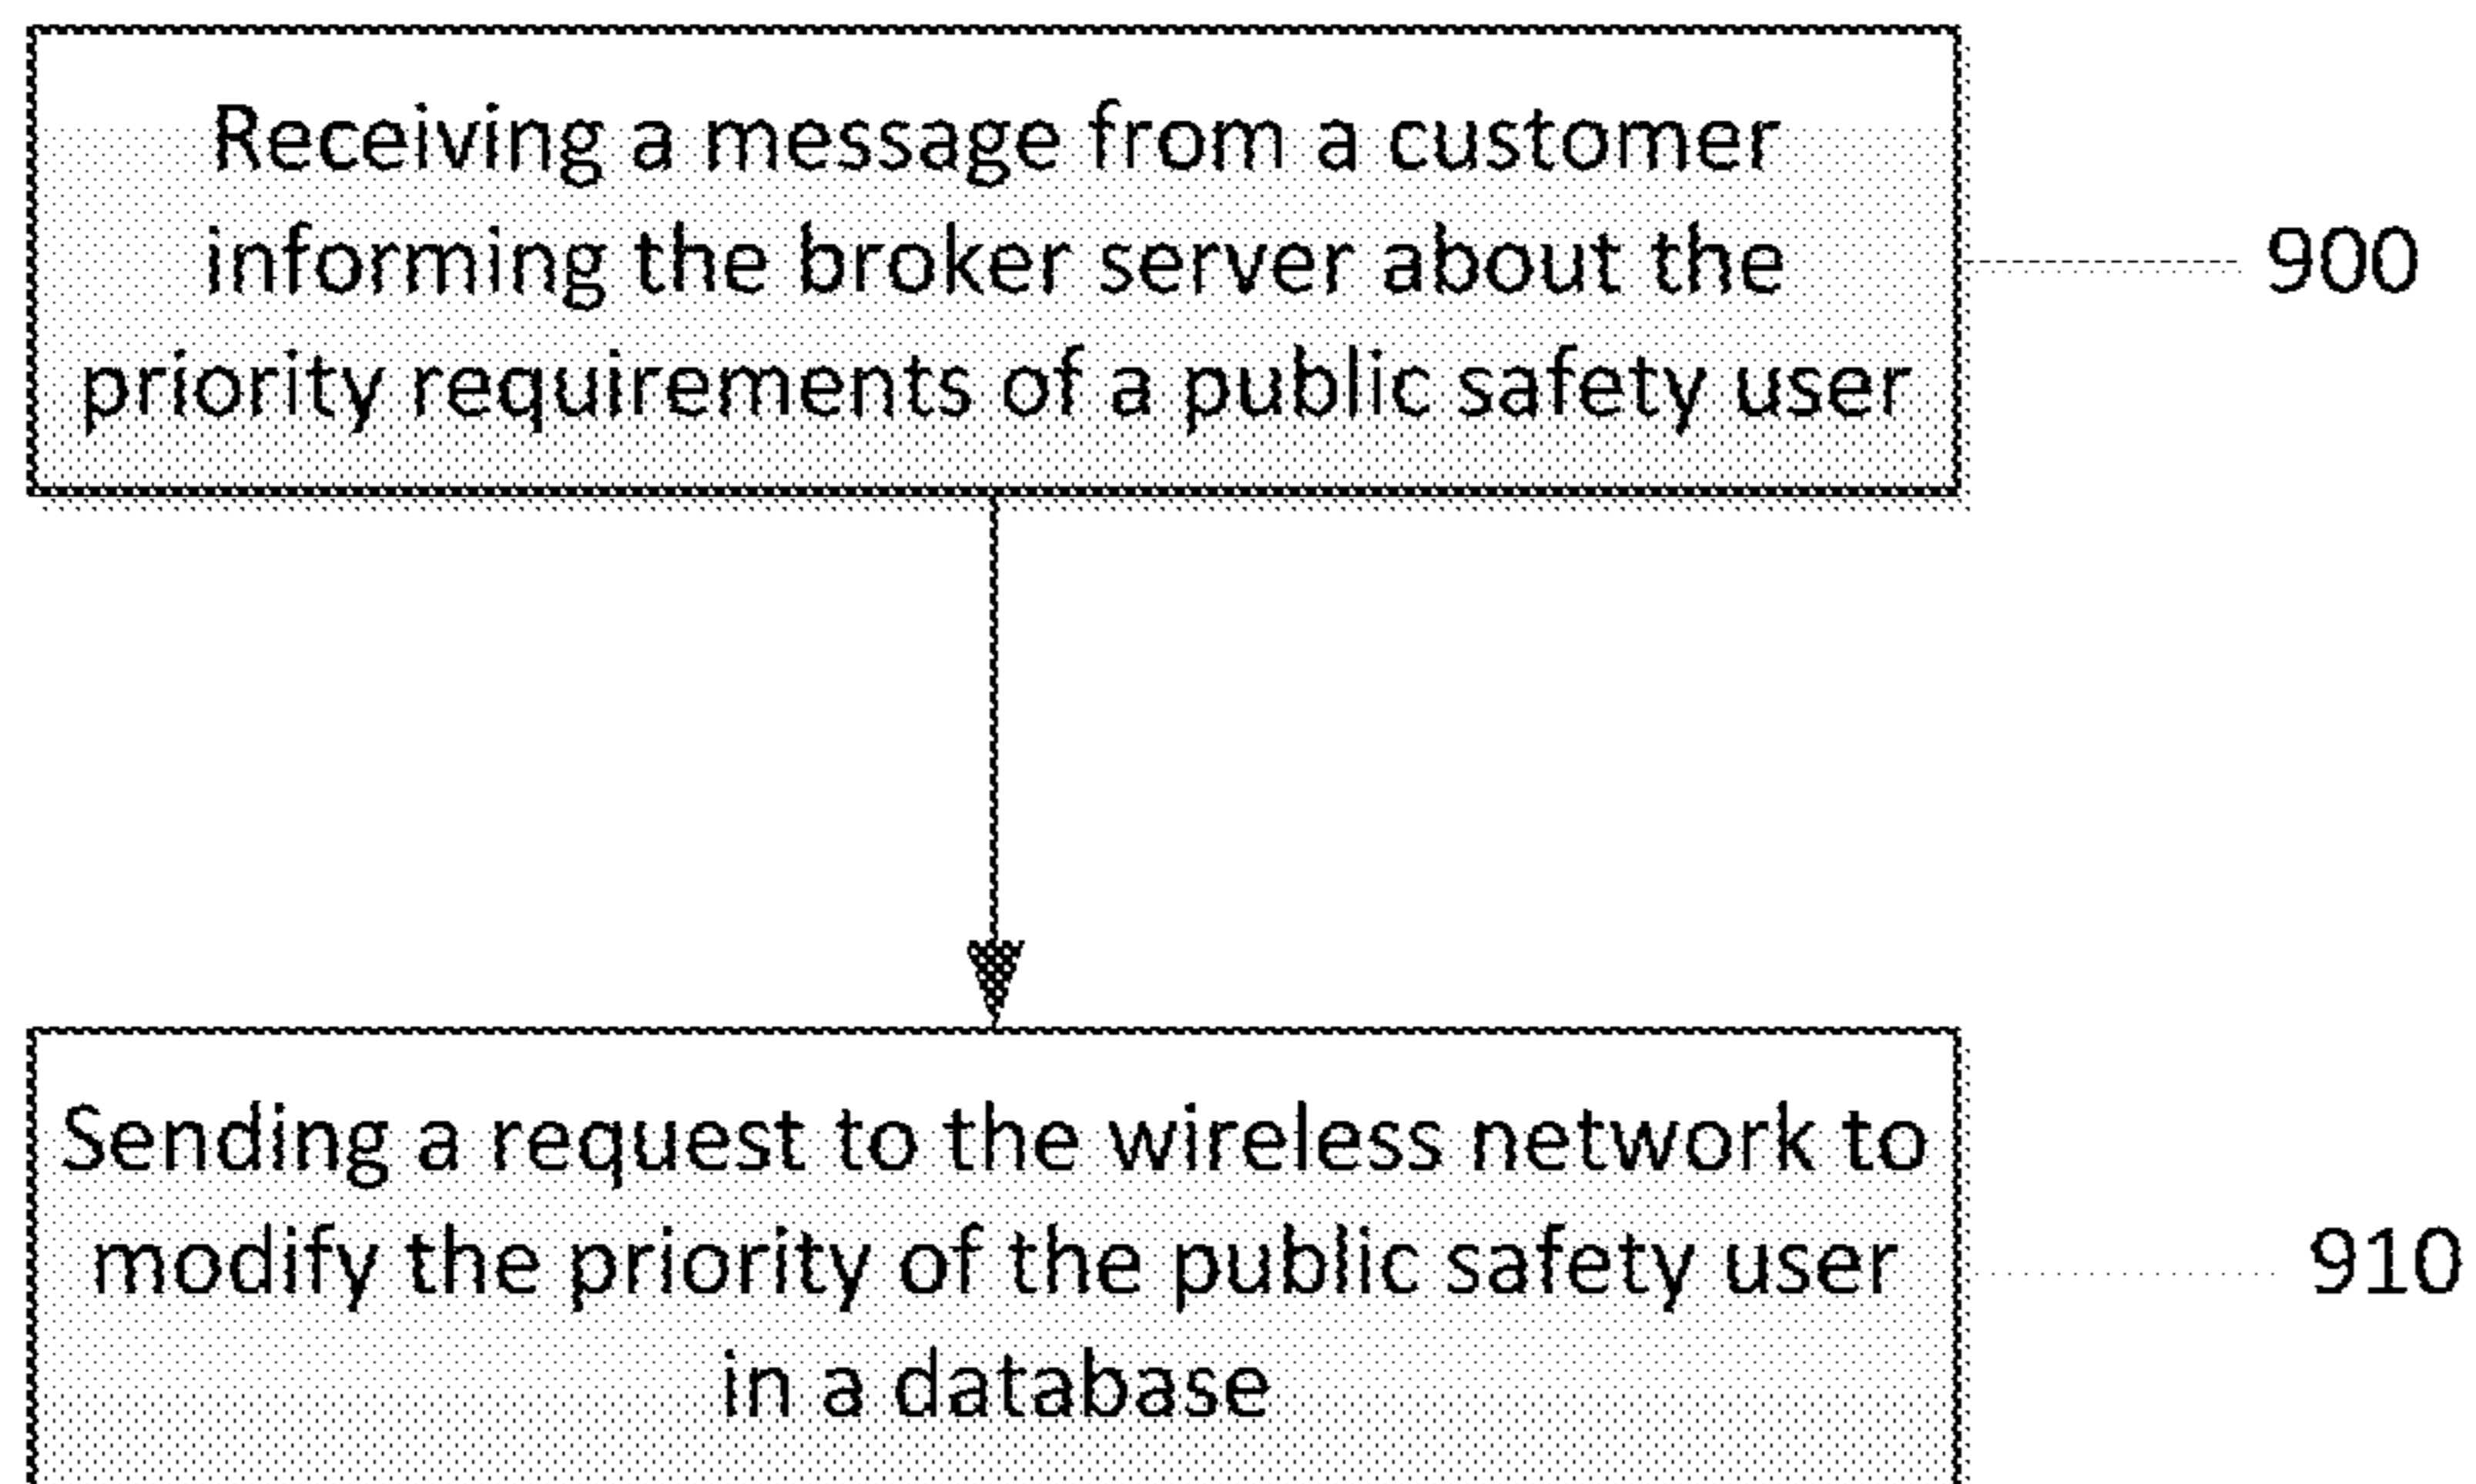 Receiving a message from a customer
informing the broker server about the
priority requirements of a public safety user
900
Sending a request to the wireless network to
modify the priority of the public safety user
in a database
910